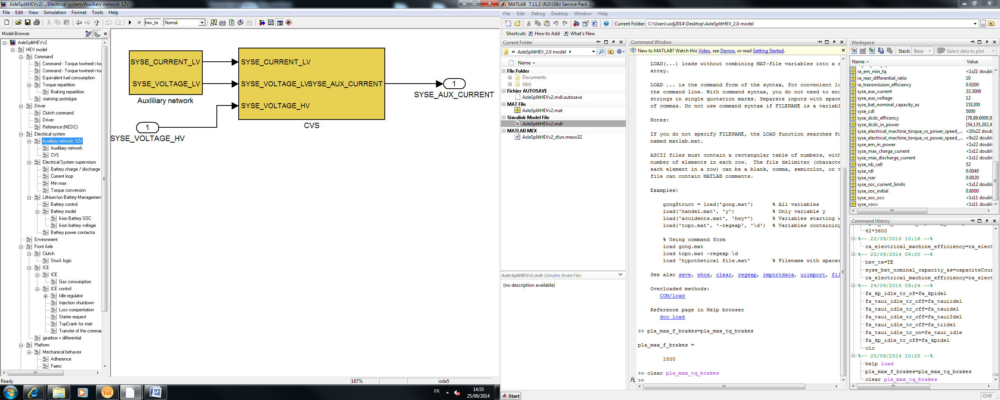 AxleSplitHEVv2/.../Electrical system/Auxiliary network 12V
File Edit View Simulation Format Tools Help
hev_te Normal
Model Browser
AxleSplitHEVv2
HEV model
Command
Command - Torque towheel->tor
Command - Torque towheel->tor
Equivalent fuel consumption
Torque repartition
Braking repartition
startstop prototype
Driver
Clutch command
Driver
Reference (NEDC)
Electrical system
Auxiliary network 12V
Auxliliary network
CVS
Electrical System supervision
Battery charge / discharge
Current loop
Min max
Torque conversion
Lithium-Ion Battery Managemen
Battery control
Battery model
li-ion Battery SOC
li-ion battery voltage
Battery power contactor
Environment
Front Axle
Clutch
Stuck logic
ICE
ICE
Gas consumption
ICE control
Idle regulator
Injection shutdown
Loss compentation
Starter request
TopCrank for start
Transfer of the comma
gearbox + differential
Platform
Mechanical behavior
Adherence
Faero
SYSE_CURRENT_LV
SYSE_VOLTAGE_LV
Auxliliary network
SYSE_CURRENT_LV
SYSE_VOLTAGE_LV
SYSE_AUX_CURRENT
SYSE_VOLTAGE_HV
CVS
1
SYSE_VOLTAGE_HV
1
SYSE_AUX_CURRENT
Ready 187% ode5
FR 14:55
25/09/2014
MATLAB 7.11.2 (R2010b) Service Pack 2
File Edit Debug Desktop Window Help
Current Folder: C:\Users\uidj2014\Desktop\AxleSplitHEV_2.0 model
Shortcuts How to Add What's New
Current Folder
« AxleSplitHEV_2.0 model
Name
File Folder
Documents
slprj
Fichier AUTOSAVE
AxleSplitHEVv2.mdl.autosave
MAT File
AxleSplitHEVv2.mat
Simulink Model File
AxleSplitHEVv2.mdl
MATLAB MEX
AxleSplitHEVv2_sfun.mexw32
AxleSplitHEVv2.mdl (Simulink Model File)
(no description available)
Start
Command Window
New to MATLAB? Watch this Video, see Demos, or read Getting Started.
LOAD(...) loads without combining MAT-file variables into a s
array.
LOAD ... is the command form of the syntax, for convenient lo
the command line. With command syntax, you do not need to enc
strings in single quotation marks. Separate inputs with space
of commas. Do not use command syntax if FILENAME is a variabl
Notes:
If you do not specify FILENAME, the LOAD function searches fo
named matlab.mat.
ASCII files must contain a rectangular table of numbers, with
number of elements in each row. The file delimiter (characte
each element in a row) can be a blank, comma, semicolon, or t
file can contain MATLAB comments.
Examples:
gongStruct = load('gong.mat') % All variables
load('handel.mat', 'y') % Only variable y
load('accidents.mat', 'hwy*') % Variables starting w
load('topo.mat', '-regexp', '\d') % Variables containing
% Using command form
load gong.mat
load topo.mat -regexp \d
load 'hypothetical file.mat' % Filename with spaces
See also save, whos, clear, regexp, importdata, uiimport, fil
Overloaded methods:
COM/load
Reference page in Help browser
doc load
>> pla_max_f_brakes=pla_max_tq_brakes
pla_max_f_brakes =
1000
>> clear pla_max_tq_brakes
fx >>
Workspace
Stack: Base Select data to plot
Name Value
ra_em_min_tq <1x21 double
ra_rear_differential_ratio 10
ra_transmission_efficiency 0.9200
syse_aux_current 33.3000
syse_aux_voltage 12
syse_bat_nominal_capacity_as 151200
syse_cdl 5000
syse_dcdc_efficency [78,89.6000,9
syse_dcdc_in_power [54,135,202,4
syse_electrical_machine_torque_vs_power_speed_... <10x22 doub
syse_electrical_machine_torque_vs_power_speed_... <9x22 double
syse_em_in_power <1x22 double
syse_max_charge_current <1x12 double
syse_max_discharge_current <1x12 double
syse_nb_cell 52
syse_rdl 0.0040
syse_rser 0.0020
syse_soc_current_limits <1x12 double
syse_soc_initial 0.8000
syse_soc_ocv <1x11 double
syse_vocv <1x11 double
Command History
42*3600
%-- 22/09/2014 10:16 --%
ra_electrical_machine_efficiency=ra_elect
%-- 23/09/2014 09:00 --%
hev_te=TE
syse_bat_nominal_capacity_as=capaciteCour
ra_electrical_machine_efficiency=ra_elect
%-- 24/09/2014 09:24 --%
fa_kp_idle_tr_of=fa_kpidel
fa_taui_idle_tr_off=fa_tauiidel
fa_taui_idle_tr_off=fa_tauidel
fa_taui_idle_tr_off=fa_tauiIdel
fa_taui_idle_tr_off=fa_tiidel
fa_taui_idle_tr_on=fa_taui_idle
fa_kp_idle_tr_off=fa_kpidel
clc
%-- 25/09/2014 10:25 --%
help load
pla_max_f_brakes=pla_max_tq_brakes
clear pla_max_tq_brakes
OVR